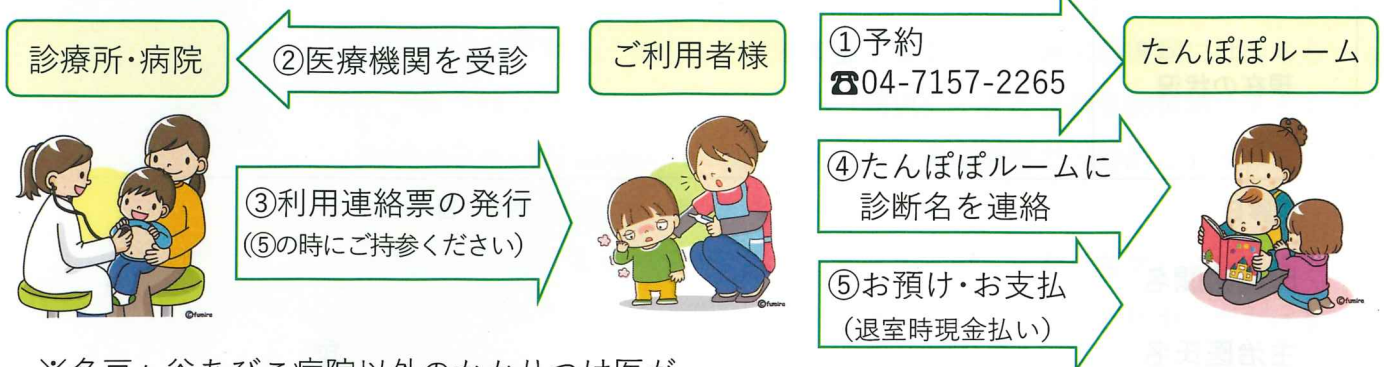 診療所・病院
②医療機関を受診
ご利用者様
①予約
☎04-7157-2265
たんぽぽルーム
③利用連絡票の発行
(⑤の時にご持参ください)
④たんぽぽルームに
診断名を連絡
⑤お預け・お支払
(退室時現金払い)
©fumira
©fumira
©fumira